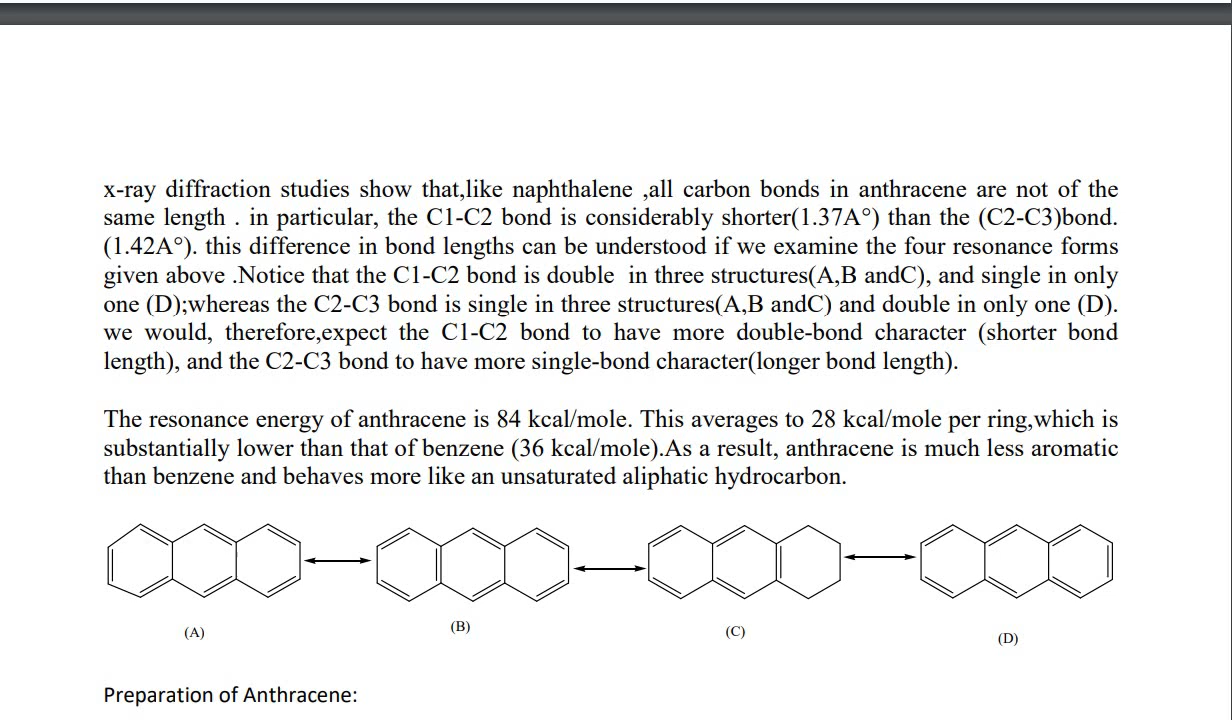 x-ray diffraction studies show that,like naphthalene ,all carbon bonds in anthracene are not of the
same length . in particular, the C1-C2 bond is considerably shorter(1.37A°) than the (C2-C3)bond.
(1.42A°). this difference in bond lengths can be understood if we examine the four resonance forms
given above .Notice that the C1-C2 bond is double in three structures(A,B andC), and single in only
one (D);whereas the C2-C3 bond is single in three structures(A,B andC) and double in only one (D).
we would, therefore,expect the C1-C2 bond to have more double-bond character (shorter bond
length), and the C2-C3 bond to have more single-bond character(longer bond length).
The resonance energy of anthracene is 84 kcal/mole. This averages to 28 kcal/mole per ring,which is
substantially lower than that of benzene (36 kcal/mole).As a result, anthracene is much less aromatic
than benzene and behaves more like an unsaturated aliphatic hydrocarbon.
(A) (B) (C) (D)
Preparation of Anthracene: